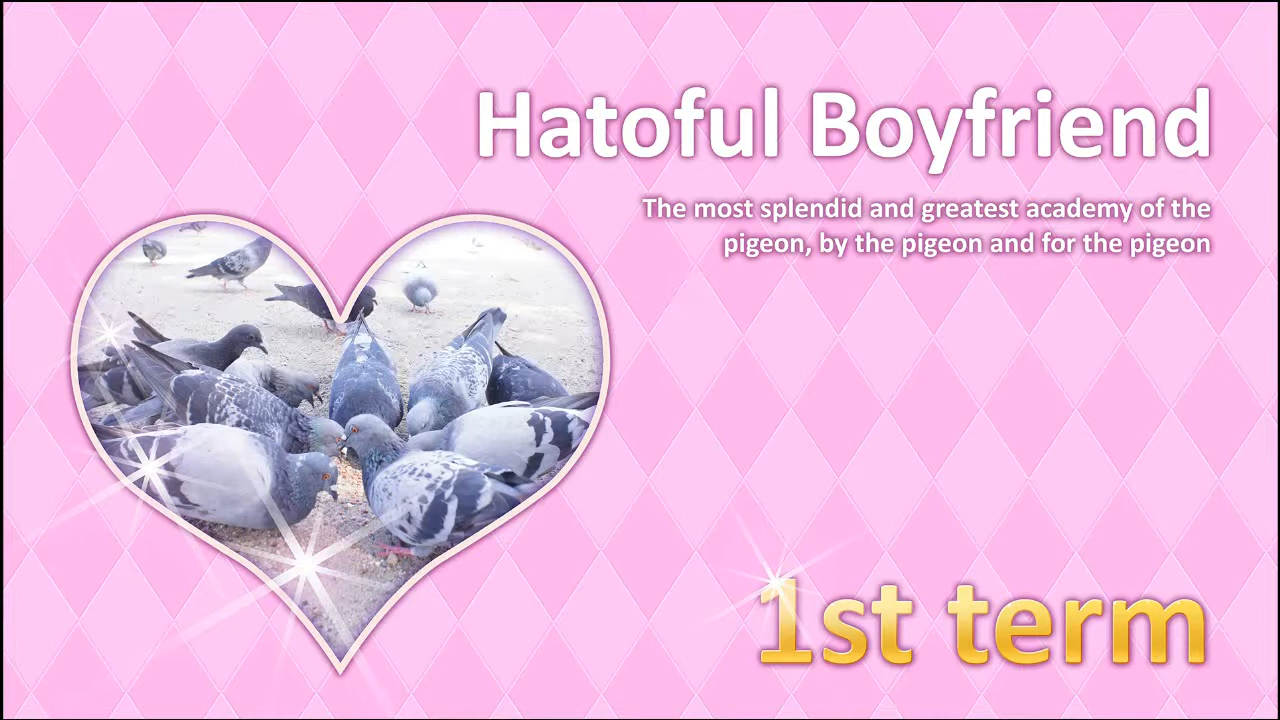 Hatoful Boyfriend
The most splendid and greatest academy of the
pigeon, by the pigeon and for the pigeon
1st term